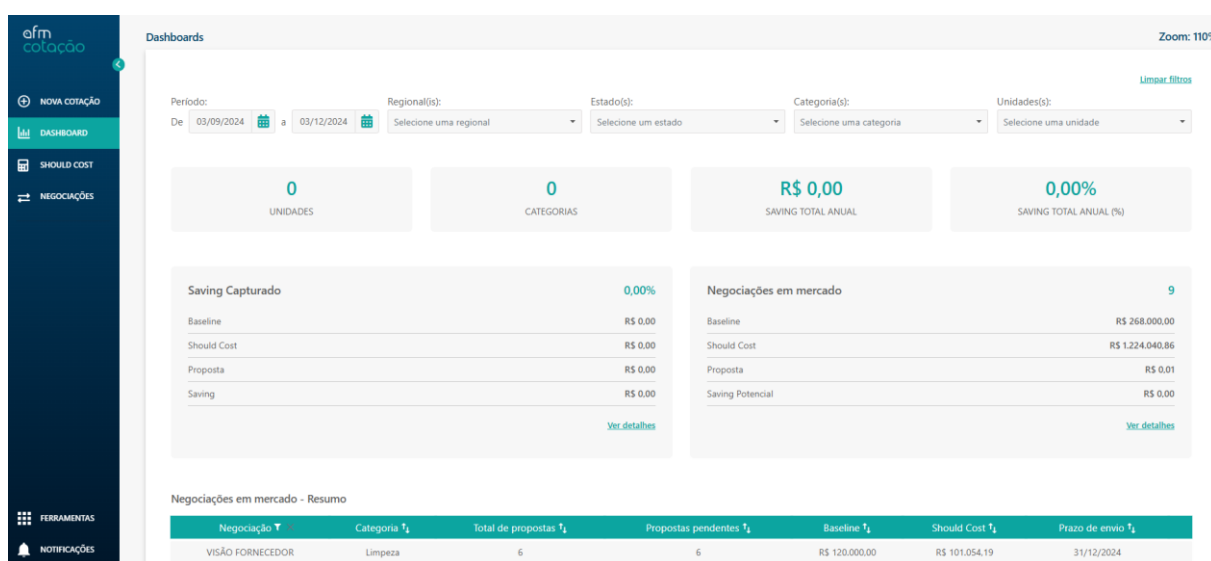 afm
cotação
NOVA COTAÇÃO
DASHBOARD
SHOULD COST
NEGOCIAÇÕES
FERRAMENTAS
NOTIFICAÇÕES
Dashboards
Zoom: 110%
Limpar filtros
Período:
De 03/09/2024 a 03/12/2024
Regional(is):
Selecione uma regional
Estado(s):
Selecione um estado
Categoria(s):
Selecione uma categoria
Unidades(s):
Selecione uma unidade
0
UNIDADES
0
CATEGORIAS
R$ 0,00
SAVING TOTAL ANUAL
0,00%
SAVING TOTAL ANUAL (%)
Saving Capturado 0,00%
Baseline R$ 0,00
Should Cost R$ 0,00
Proposta R$ 0,00
Saving R$ 0,00
Ver detalhes
Negociações em mercado 9
Baseline R$ 268.000,00
Should Cost R$ 1.224.040,86
Proposta R$ 0,01
Saving Potencial R$ 0,00
Ver detalhes
Negociações em mercado - Resumo
Negociação Categoria Total de propostas Propostas pendentes Baseline Should Cost Prazo de envio
VISÃO FORNECEDOR Limpeza 6 6 R$ 120.000,00 R$ 101.054,19 31/12/2024